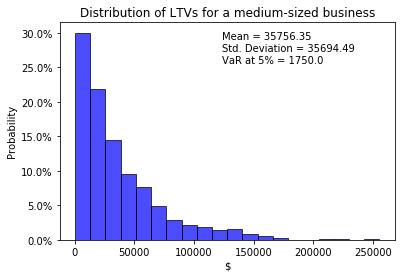 Distribution of LTVs for a medium-sized business
Mean = 35756.35
Std. Deviation = 35694.49
VaR at 5% = 1750.0
30.0%
25.0%
20.0%
15.0%
10.0%
5.0%
0.0%
Probability
0 50000 100000 150000 200000 250000
$